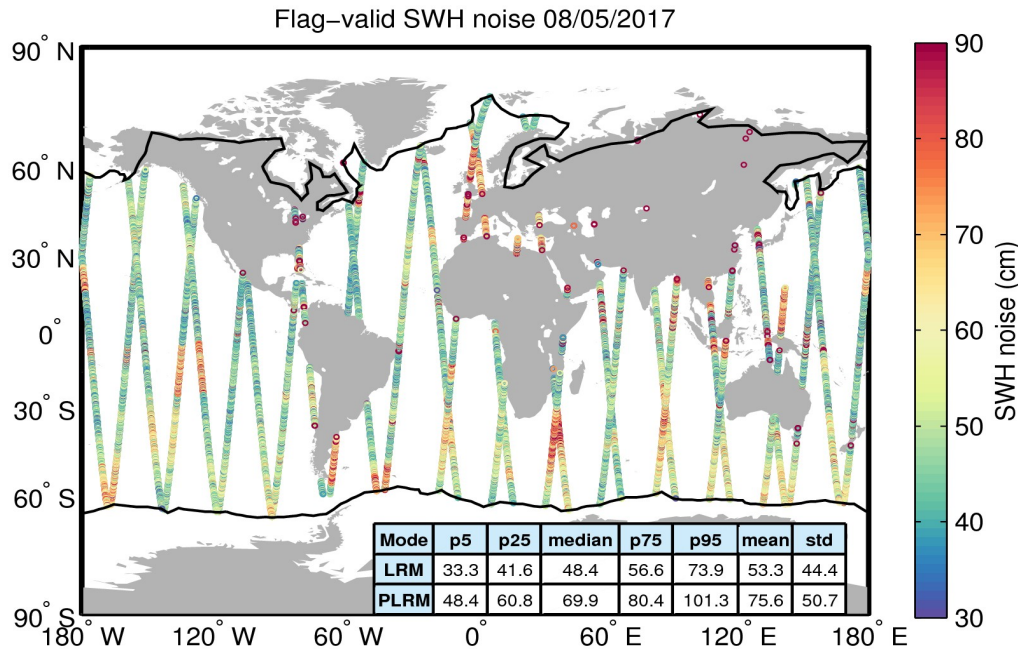 Flag−valid SWH noise 08/05/2017
90° N
60° N
30° N
0°
30° S
60° S
90° S
180° W
120° W
60° W
0°
60° E
120° E
180° E
Mode p5 p25 median p75 p95 mean std
LRM 33.3 41.6 48.4 56.6 73.9 53.3 44.4
PLRM 48.4 60.8 69.9 80.4 101.3 75.6 50.7
90
80
70
60
50
40
30
SWH noise (cm)